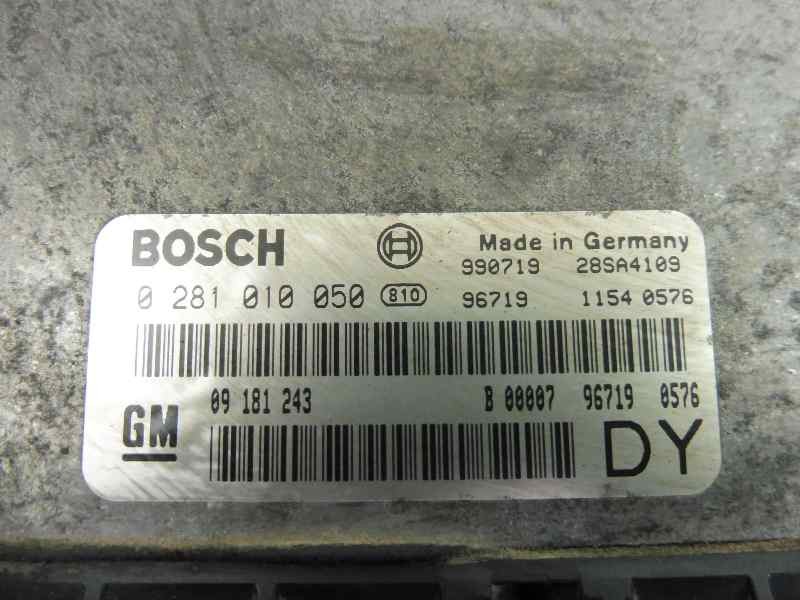 BOSCH Made in Germany
990719 28SA4109
0 281 010 050 810 96719 1154 0576
09 181 243 B 00007 96719 0576
GM DY